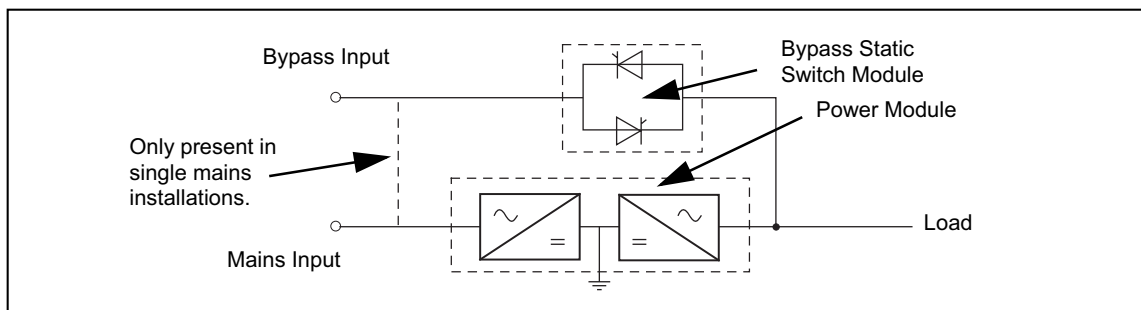 Bypass Input
Bypass Static
Switch Module
Power Module
Only present in
single mains
installations.
Load
Mains Input